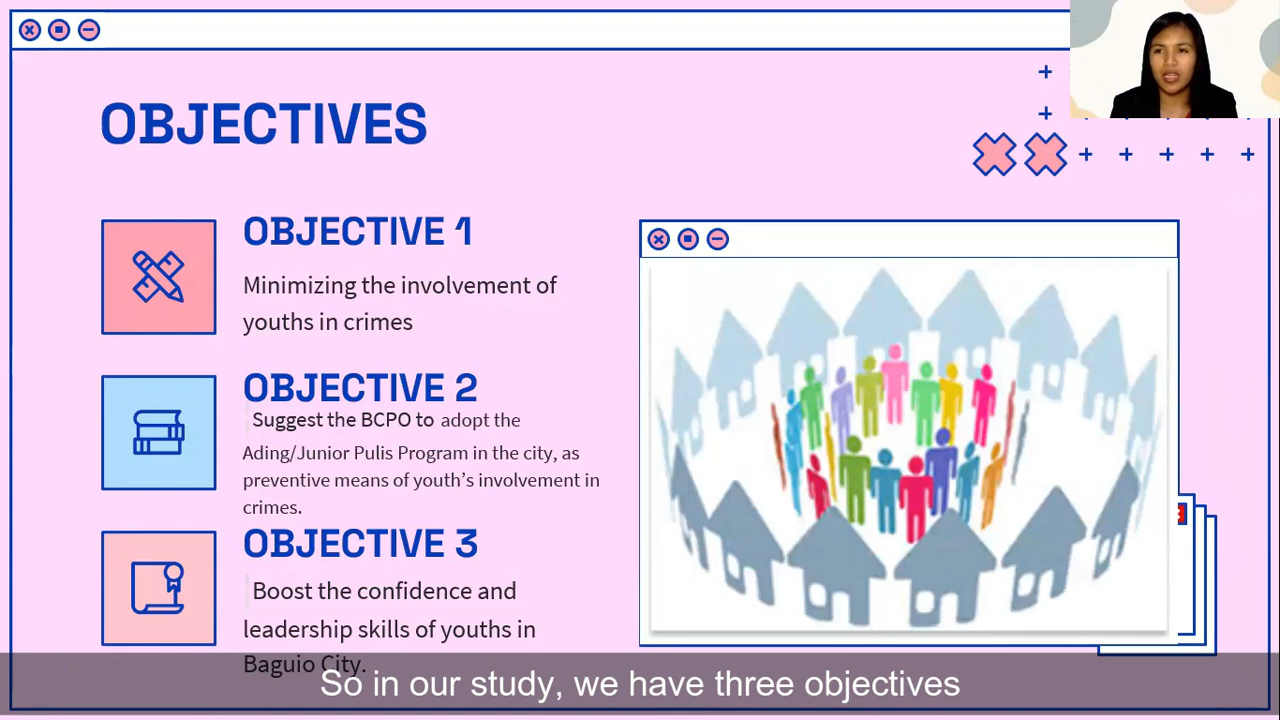 OBJECTIVES
OBJECTIVE 1
Minimizing the involvement of
youths in crimes
OBJECTIVE 2
Suggest the BCPO to adopt the
Ading/Junior Pulis Program in the city, as
preventive means of youth's involvement in
crimes.
OBJECTIVE 3
Boost the confidence and
leadership skills of youths in
Baguio City.
So in our study, we have three objectives